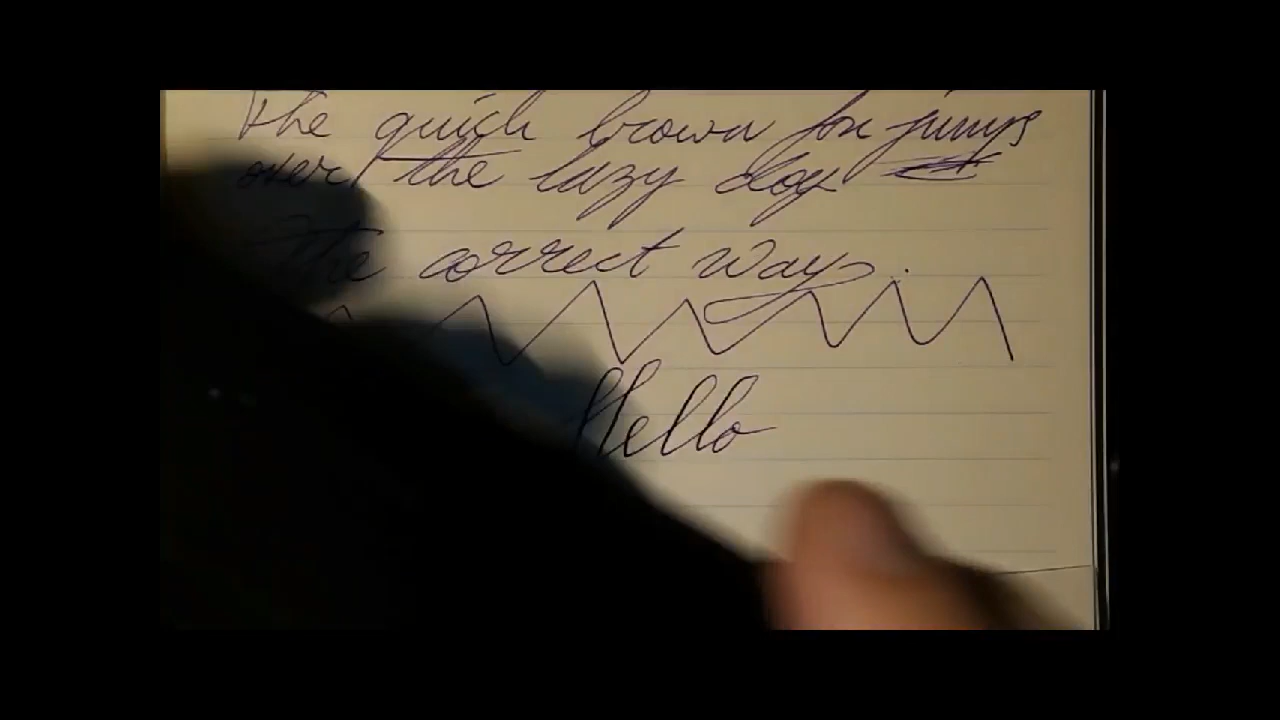 The quick brown fox jumps
over the lazy dog
The correct way.
Hello